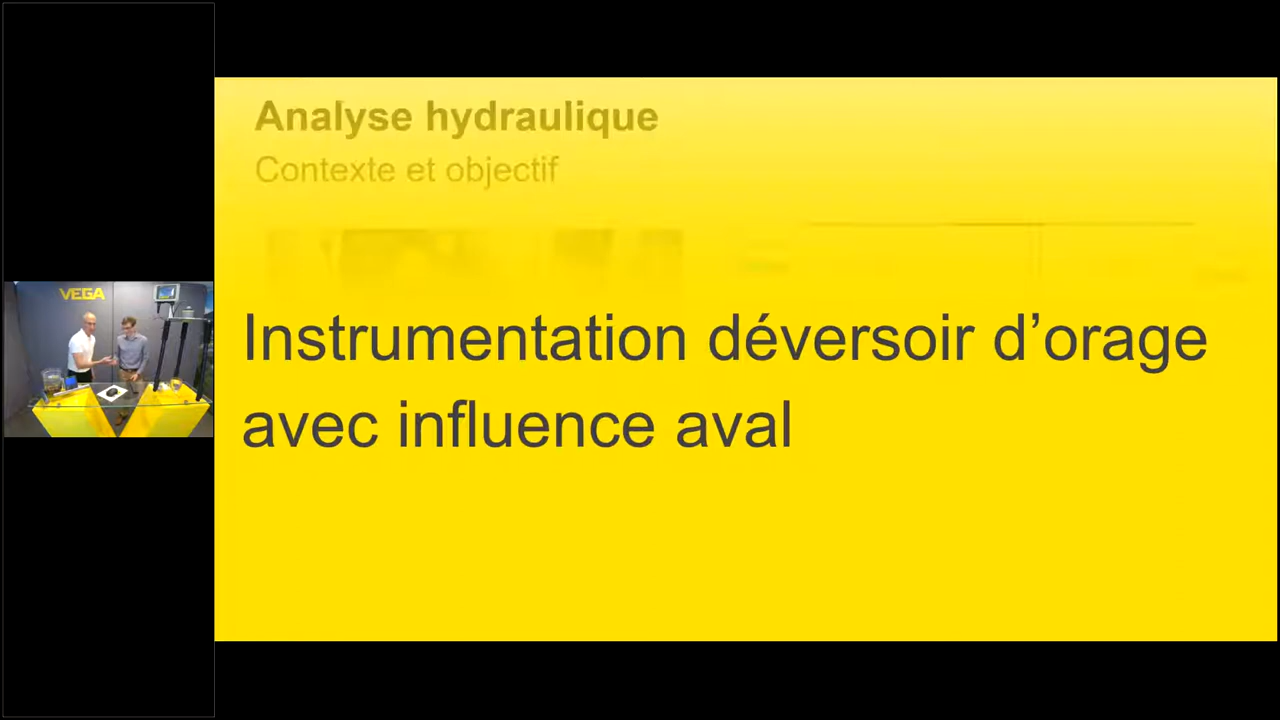 Analyse hydraulique
Contexte et objectif
VEGA
Instrumentation déversoir d’orage
avec influence aval